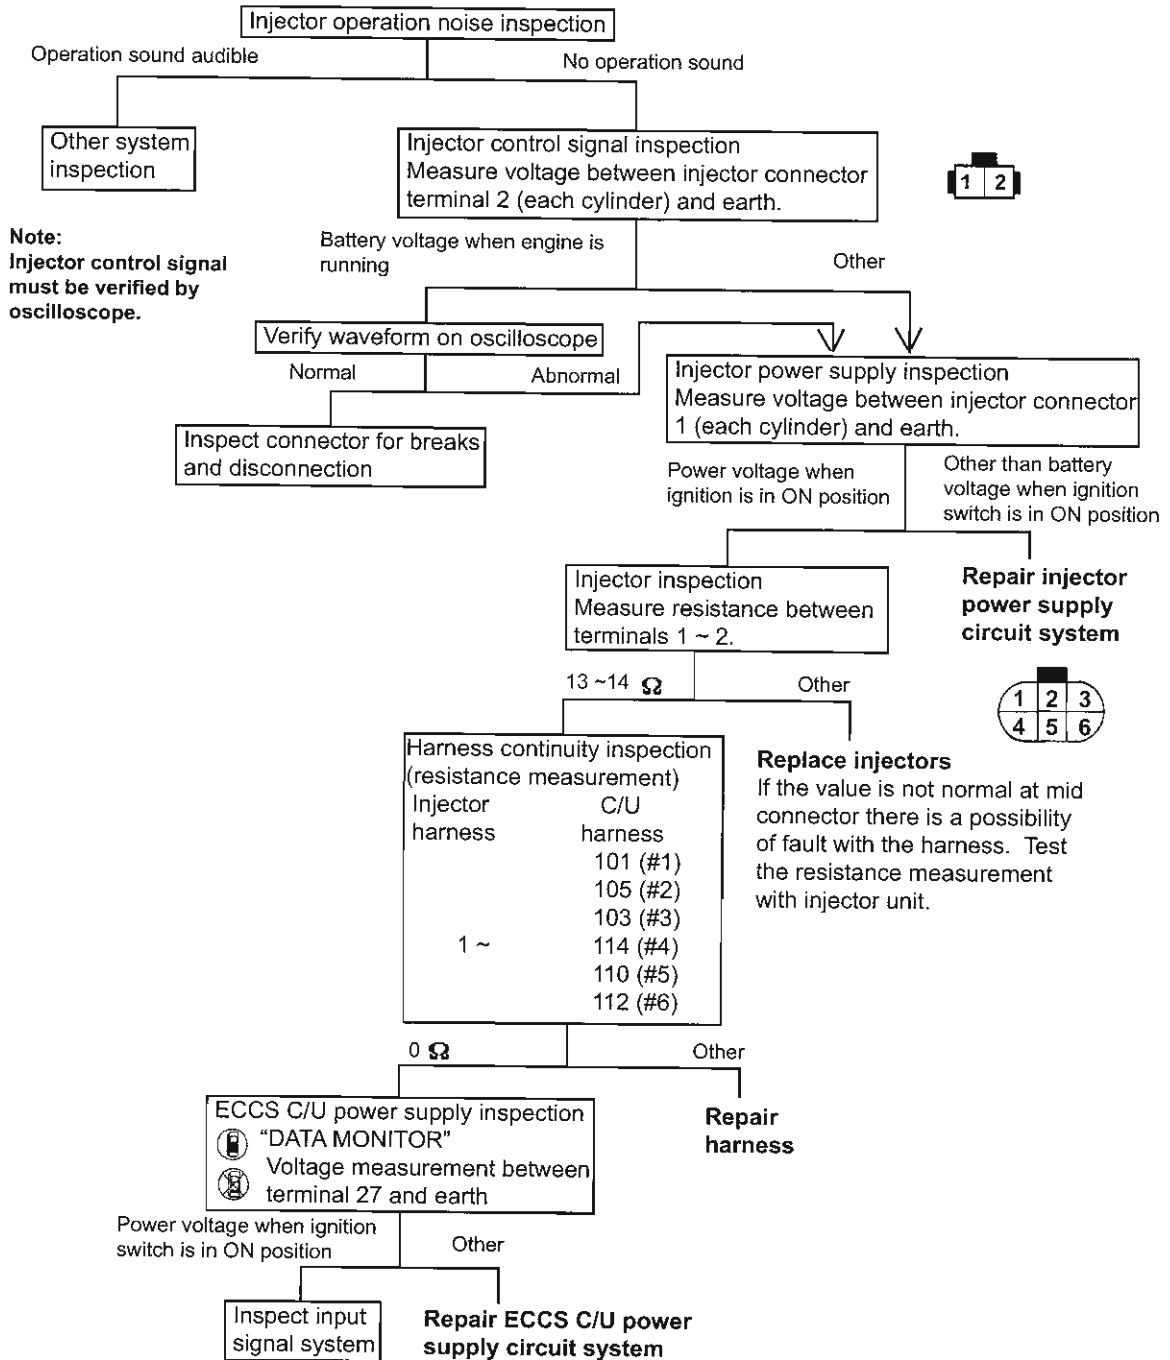 Injector operation noise inspection
Operation sound audible
No operation sound
Other system
inspection
Injector control signal inspection
Measure voltage between injector connector
terminal 2 (each cylinder) and earth.
1 2
Note:
Injector control signal
must be verified by
oscilloscope.
Battery voltage when engine is
running
Other
Verify waveform on oscilloscope
Normal
Abnormal
Injector power supply inspection
Measure voltage between injector connector
1 (each cylinder) and earth.
Inspect connector for breaks
and disconnection
Power voltage when
ignition is in ON position
Other than battery
voltage when ignition
switch is in ON position
Injector inspection
Measure resistance between
terminals 1 ~ 2.
Repair injector
power supply
circuit system
13 ~14 Ω
Other
1 2 3
4 5 6
Harness continuity inspection
(resistance measurement)
Injector C/U
harness harness
101 (#1)
105 (#2)
103 (#3)
1 ~ 114 (#4)
110 (#5)
112 (#6)
Replace injectors
If the value is not normal at mid
connector there is a possibility
of fault with the harness. Test
the resistance measurement
with injector unit.
0 Ω
Other
ECCS C/U power supply inspection
"DATA MONITOR"
Voltage measurement between
terminal 27 and earth
Repair
harness
Power voltage when ignition
switch is in ON position
Other
Inspect input
signal system
Repair ECCS C/U power
supply circuit system